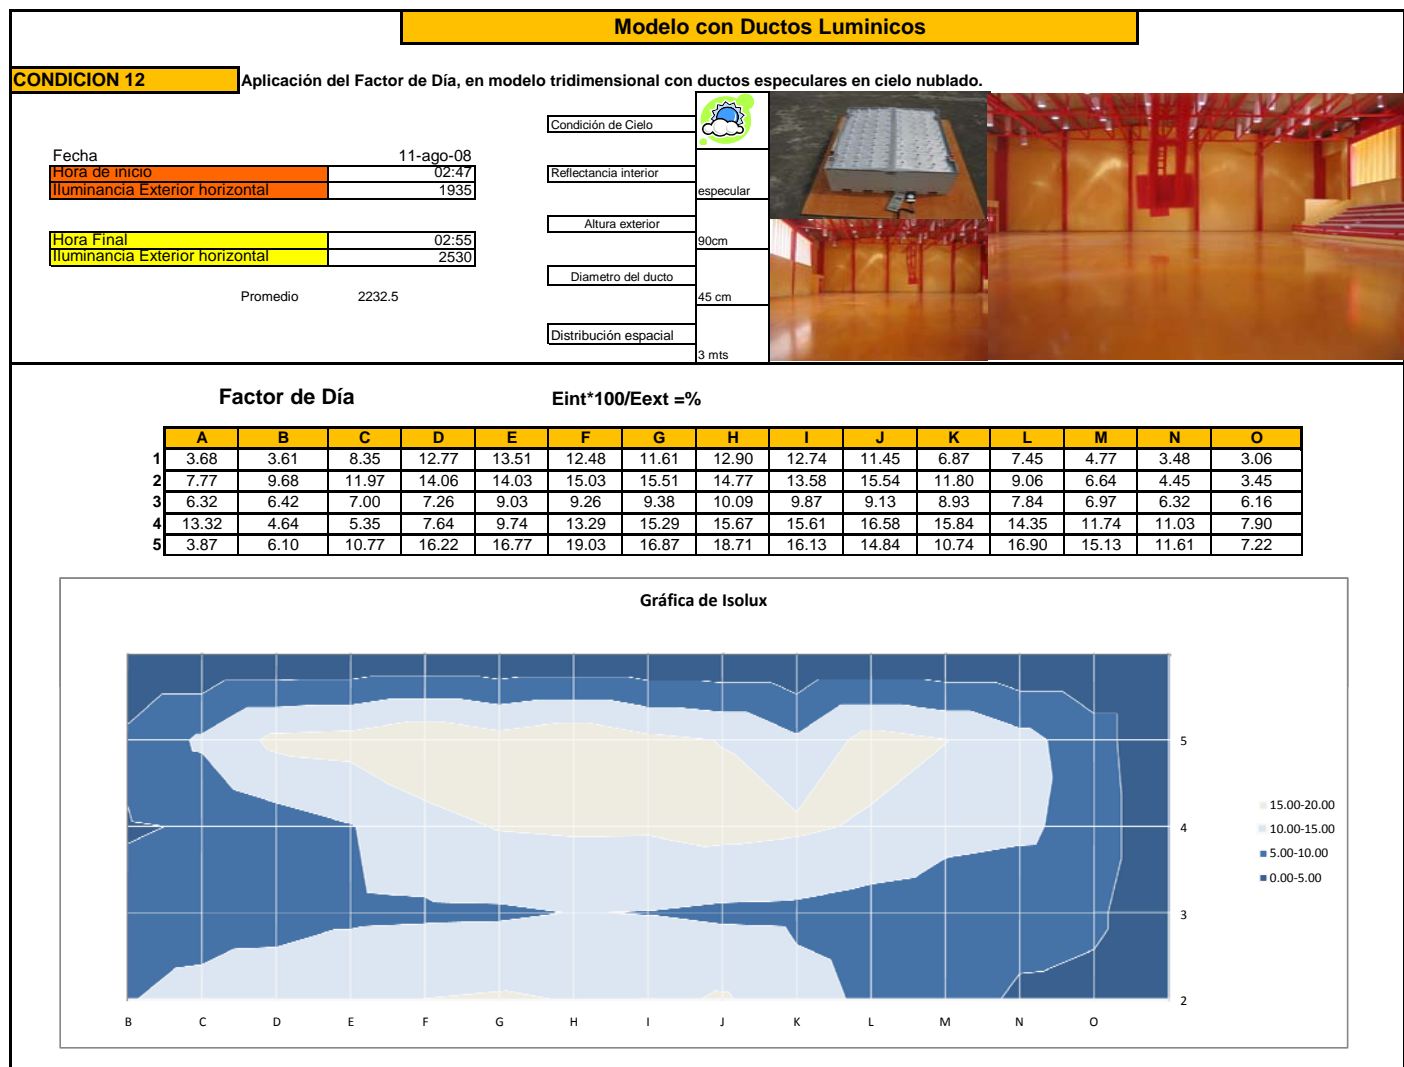 Modelo con Ductos Luminicos
CONDICION 12
Aplicación del Factor de Día, en modelo tridimensional con ductos especulares en cielo nublado.
Condición de Cielo
Fecha 11-ago-08
Hora de inicio 02:47
Iluminancia Exterior horizontal 1935
Reflectancia interior especular
Altura exterior 90cm
Hora Final 02:55
Iluminancia Exterior horizontal 2530
Diametro del ducto 45 cm
Promedio 2232.5
Distribución espacial 3 mts
Factor de Día Eint*100/Eext =%
A B C D E F G H I J K L M N O
1 3.68 3.61 8.35 12.77 13.51 12.48 11.61 12.90 12.74 11.45 6.87 7.45 4.77 3.48 3.06
2 7.77 9.68 11.97 14.06 14.03 15.03 15.51 14.77 13.58 15.54 11.80 9.06 6.64 4.45 3.45
3 6.32 6.42 7.00 7.26 9.03 9.26 9.38 10.09 9.87 9.13 8.93 7.84 6.97 6.32 6.16
4 13.32 4.64 5.35 7.64 9.74 13.29 15.29 15.67 15.61 16.58 15.84 14.35 11.74 11.03 7.90
5 3.87 6.10 10.77 16.22 16.77 19.03 16.87 18.71 16.13 14.84 10.74 16.90 15.13 11.61 7.22
Gráfica de Isolux
5
4
3
2
15.00-20.00
10.00-15.00
5.00-10.00
0.00-5.00
B C D E F G H I J K L M N O